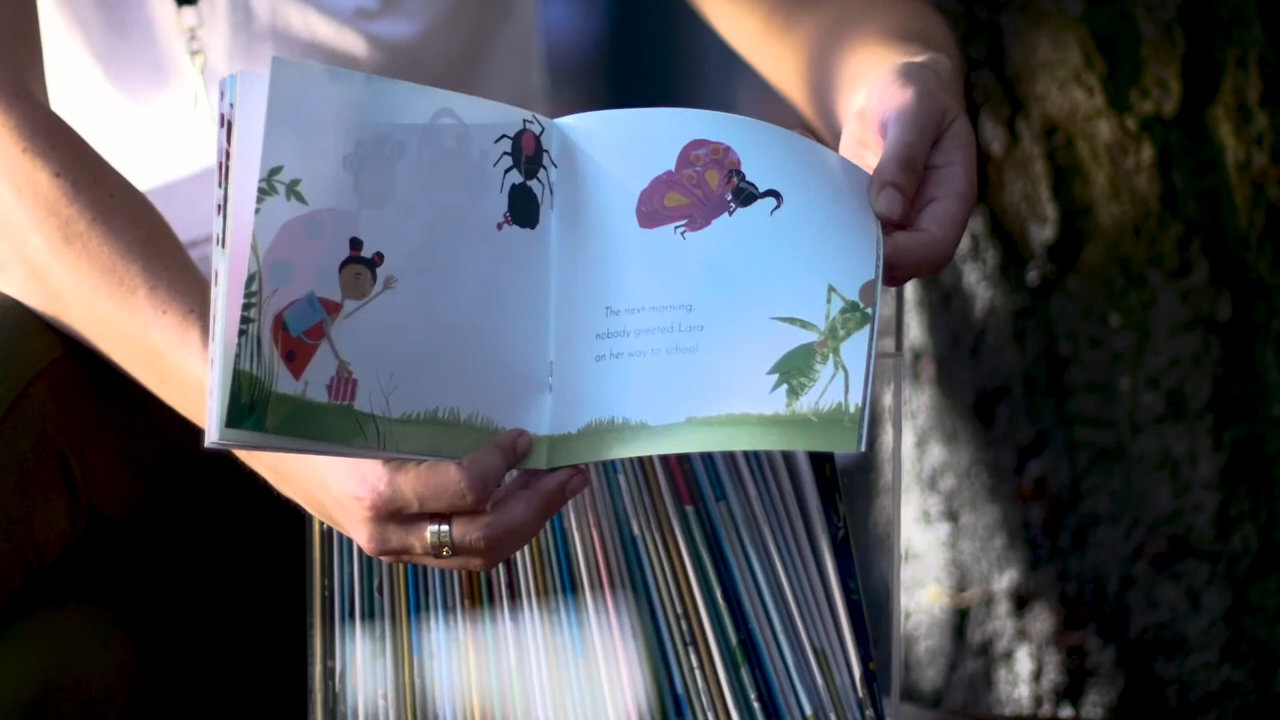 The next morning,
nobody greeted Lara
on her way to school